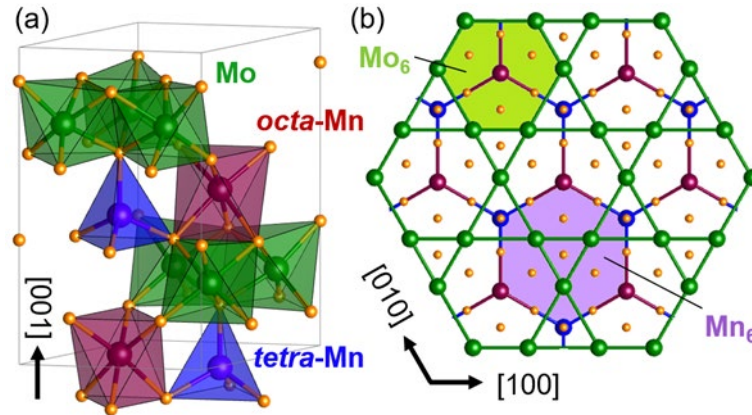 (a)
Mo
octa-Mn
[001]
tetra-Mn
(b)
Mo6
[010]
[100]
Mn6